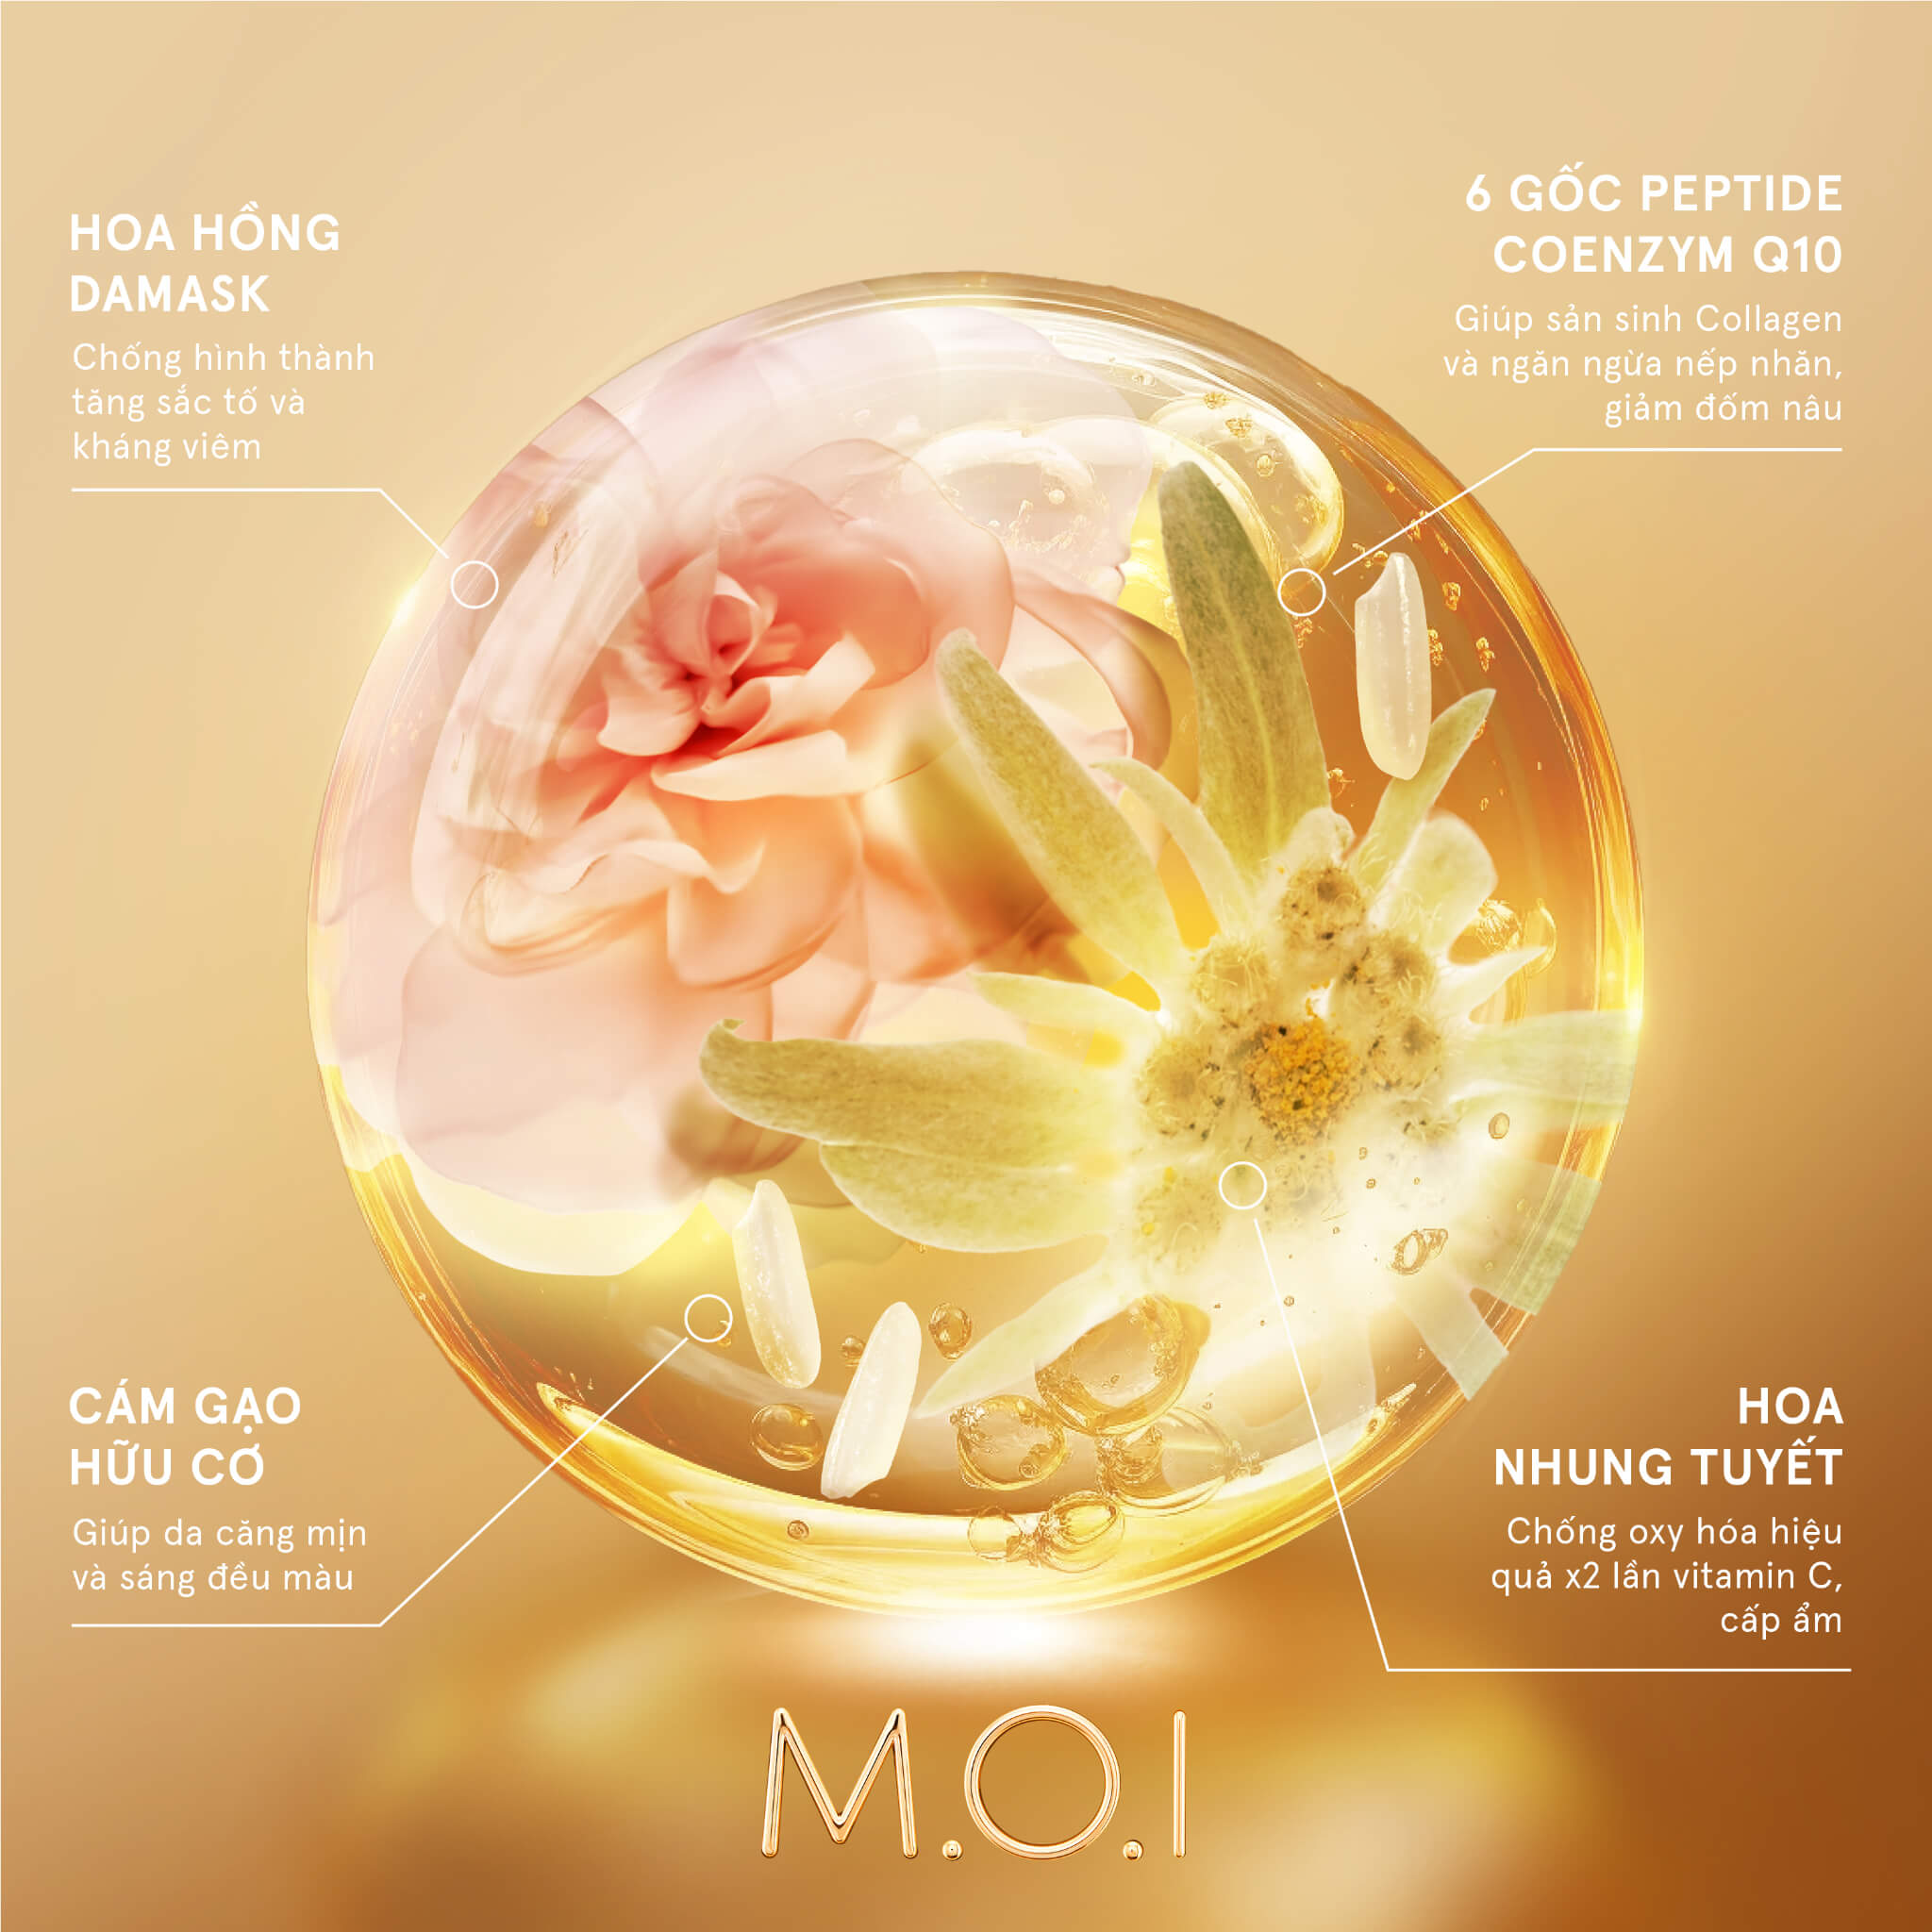 HOA HỒNG
DAMASK
Chống hình thành
tăng sắc tố và
kháng viêm
6 GỐC PEPTIDE
COENZYM Q10
Giúp sản sinh Collagen
và ngăn ngừa nếp nhăn,
giảm đốm nâu
CÁM GẠO
HỮU CƠ
Giúp da căng mịn
và sáng đều màu
HOA
NHUNG TUYẾT
Chống oxy hóa hiệu
quả x2 lần vitamin C,
cấp ẩm
M.O.I